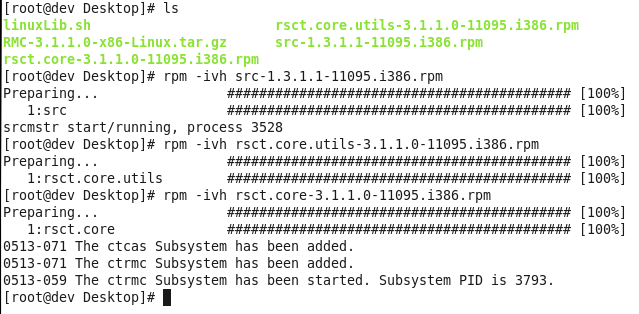 [root@dev Desktop]# ls
linuxLib.sh rsct.core.utils-3.1.1.0-11095.i386.rpm
RMC-3.1.1.0-x86-Linux.tar.gz src-1.3.1.1-11095.i386.rpm
rsct.core-3.1.1.0-11095.i386.rpm
[root@dev Desktop]# rpm -ivh src-1.3.1.1-11095.i386.rpm
Preparing... ########################################### [100%]
1:src ########################################### [100%]
srcmstr start/running, process 3528
[root@dev Desktop]# rpm -ivh rsct.core.utils-3.1.1.0-11095.i386.rpm
Preparing... ########################################### [100%]
1:rsct.core.utils ########################################### [100%]
[root@dev Desktop]# rpm -ivh rsct.core-3.1.1.0-11095.i386.rpm
Preparing... ########################################### [100%]
1:rsct.core ########################################### [100%]
0513-071 The ctcas Subsystem has been added.
0513-071 The ctrmc Subsystem has been added.
0513-059 The ctrmc Subsystem has been started. Subsystem PID is 3793.
[root@dev Desktop]#